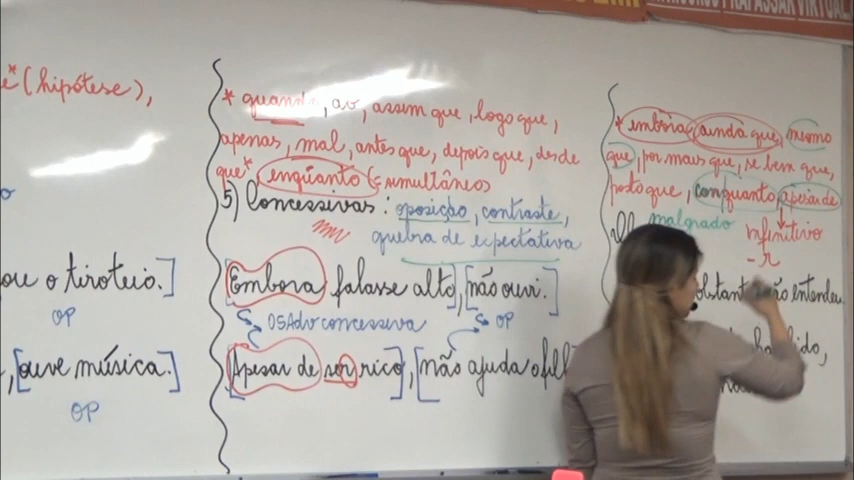 PASSAR VIRTUAL
e* (hipótese),
ou o tiroteio.]
OP
, [ouve música.]
OP
* quando, ao, assim que, logo que,
apenas, mal, antes que, depois que, desde
que* enquanto (simultâneos
5) Concessivas: oposição, contraste,
quebra de expectativa
[Embora falasse alto], [não ouvi.]
OSAdv concessiva OP
[Apesar de ser rico], [não ajuda o
* embora, ainda que, mesmo
que, por mais que, se bem que,
posto que, conquanto, apesar de
malgrado infinitivo
-r
não entendeu